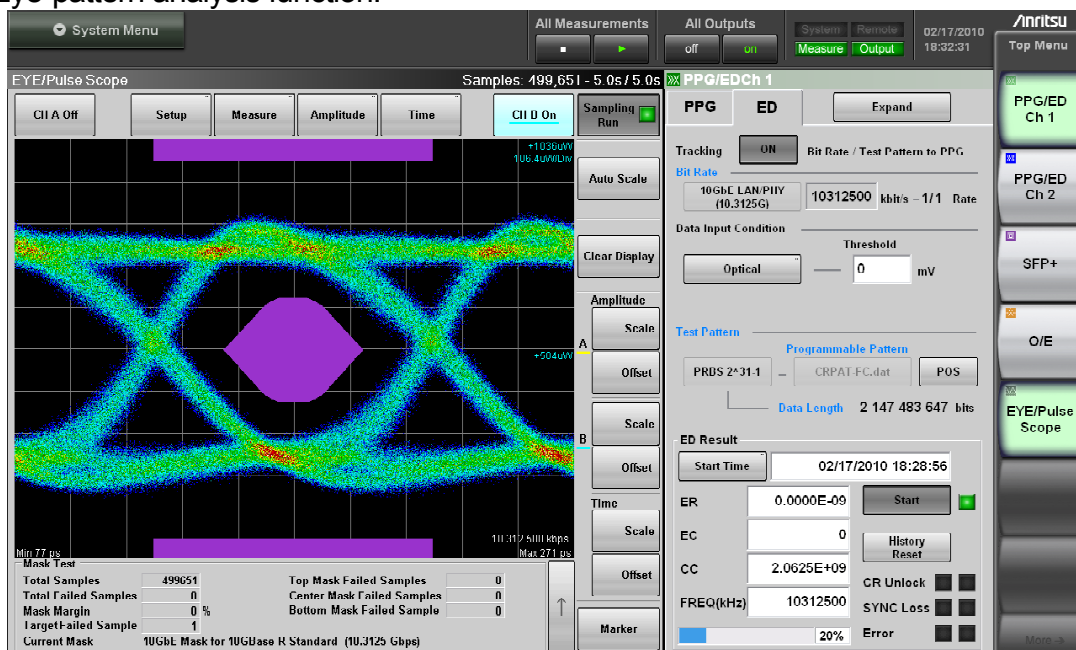 Eye-pattern analysis function.
System Menu
All Measurements
All Outputs
off
on
System Remote
Measure Output
02/17/2010
18:32:31
Anritsu
Top Menu
EYE/Pulse Scope
Samples: 499,651 - 5.0s / 5.0s
CH A Off
Setup
Measure
Amplitude
Time
CH B On
Sampling
Run
+1036uW
106.4uW/Div
Auto Scale
Clear Display
Amplitude
Scale
A
+504uW
Offset
Scale
B
Offset
Time
Scale
Offset
Marker
10 312 500 kbps
Min 77 ps
Max 271 ps
Mask Test
Total Samples 499651
Total Failed Samples 0
Mask Margin 0 %
Target Failed Sample 1
Current Mask 10GbE Mask for 10GBase R Standard (10.3125 Gbps)
Top Mask Failed Samples 0
Center Mask Failed Samples 0
Bottom Mask Failed Sample 0
PPG/EDCh 1
PPG
ED
Expand
Tracking ON Bit Rate / Test Pattern to PPG
Bit Rate
10GbE LAN/PHY
(10.3125G)
10312500 kbit/s - 1/1 Rate
Data Input Condition
Threshold
Optical 0 mV
Test Pattern
Programmable Pattern
PRBS 2^31-1 - CRPAT-FC.dat POS
Data Length 2 147 483 647 bits
ED Result
Start Time 02/17/2010 18:28:56
ER 0.0000E-09 Start
EC 0
History
Reset
CC 2.0625E+09
CR Unlock
FREQ(kHz) 10312500
SYNC Loss
20%
Error
PPG/ED
Ch 1
PPG/ED
Ch 2
SFP+
O/E
EYE/Pulse
Scope
More